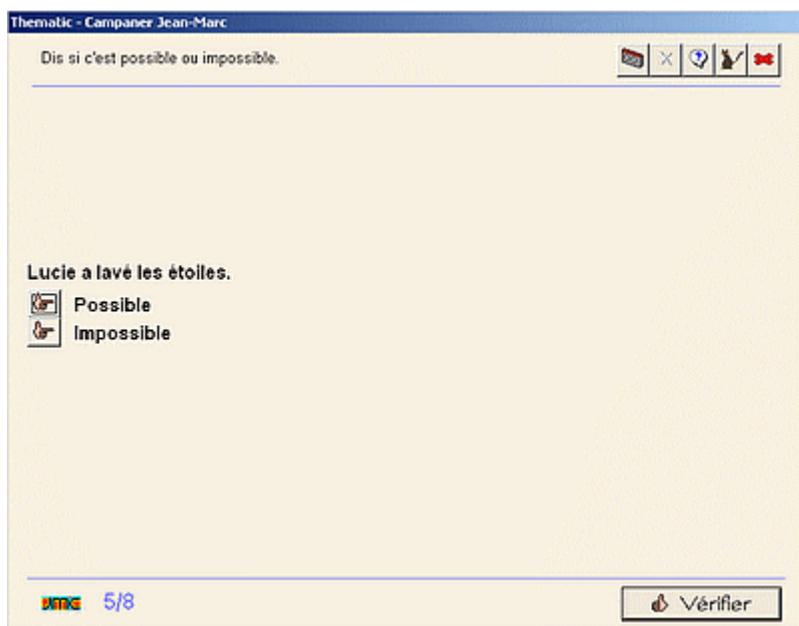 Thematic - Campaner Jean-Marc
Dis si c'est possible ou impossible.
Lucie a lavé les étoiles.
Possible
Impossible
JMG 5/8
Vérifier